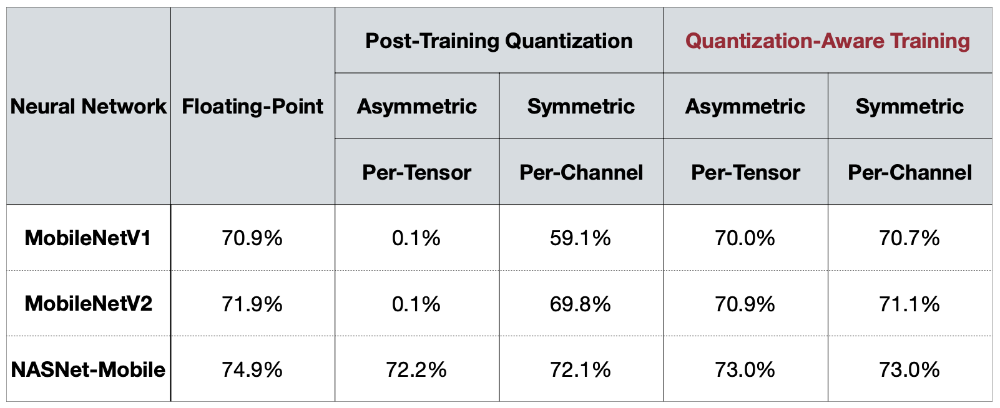 Post-Training Quantization Quantization-Aware Training
Neural Network Floating-Point Asymmetric Symmetric Asymmetric Symmetric
Per-Tensor Per-Channel Per-Tensor Per-Channel
MobileNetV1 70.9% 0.1% 59.1% 70.0% 70.7%
MobileNetV2 71.9% 0.1% 69.8% 70.9% 71.1%
NASNet-Mobile 74.9% 72.2% 72.1% 73.0% 73.0%